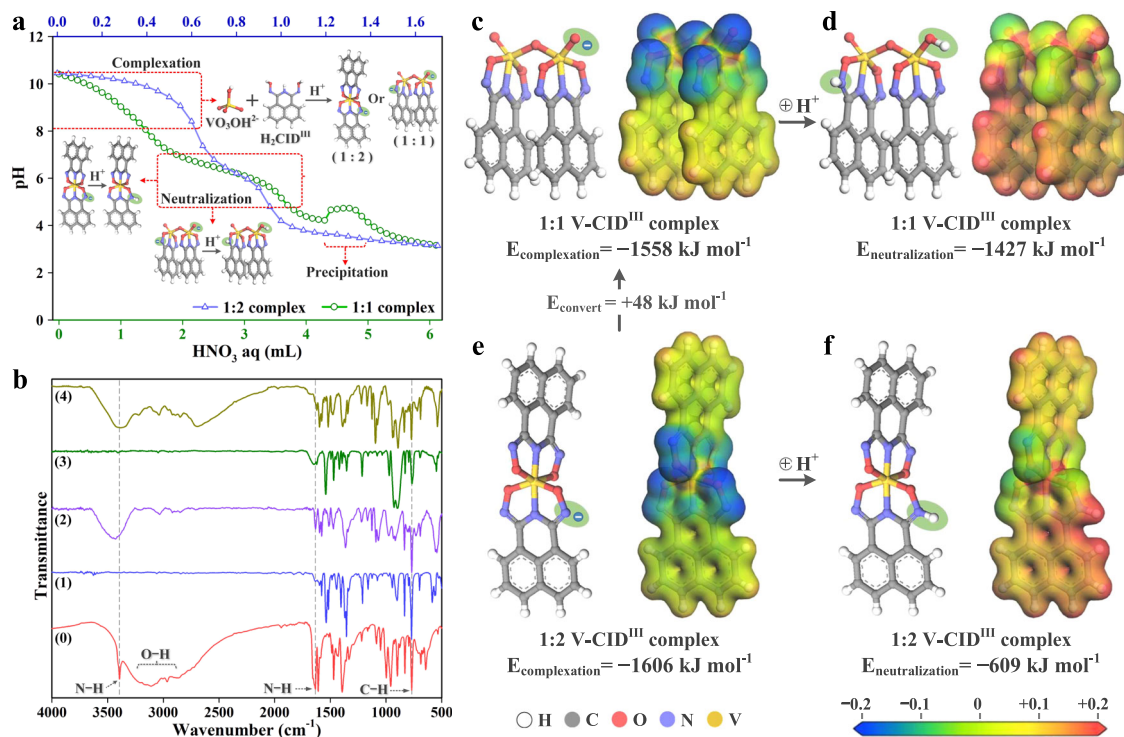 a
0.0 0.2 0.4 0.6 0.8 1.0 1.2 1.4 1.6
12
10
8
6
4
2
0
pH
Complexation
VO₃OH²⁻
+
H₂CIDᴵᴵᴵ
H⁺
Or
(1 : 2)
(1 : 1)
H⁺
Neutralization
H⁺
Precipitation
1:2 complex
1:1 complex
0 1 2 3 4 5 6
HNO₃ aq (mL)
b
Transmittance
(4)
(3)
(2)
(1)
(0)
N−H
O−H
N−H
C−H
4000 3500 3000 2500 2000 1500 1000 500
Wavenumber (cm⁻¹)
c
1:1 V-CIDᴵᴵᴵ complex
E complexation = −1558 kJ mol⁻¹
⊕ H⁺
d
1:1 V-CIDᴵᴵᴵ complex
E neutralization = −1427 kJ mol⁻¹
E convert = +48 kJ mol⁻¹
e
1:2 V-CIDᴵᴵᴵ complex
E complexation = −1606 kJ mol⁻¹
⊕ H⁺
f
1:2 V-CIDᴵᴵᴵ complex
E neutralization = −609 kJ mol⁻¹
H C O N V
−0.2 −0.1 0 +0.1 +0.2